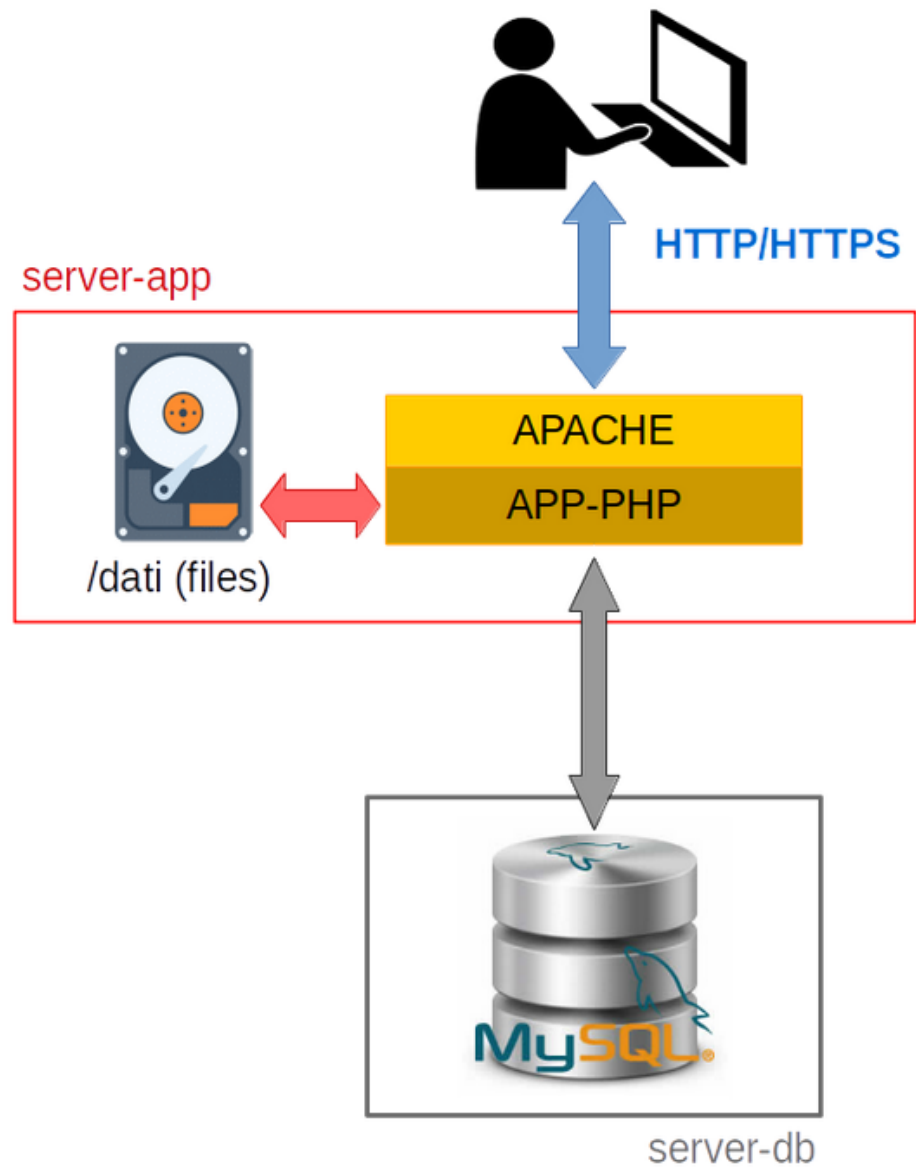 HTTP/HTTPS
server-app
APACHE
APP-PHP
/dati (files)
MySQL®
server-db